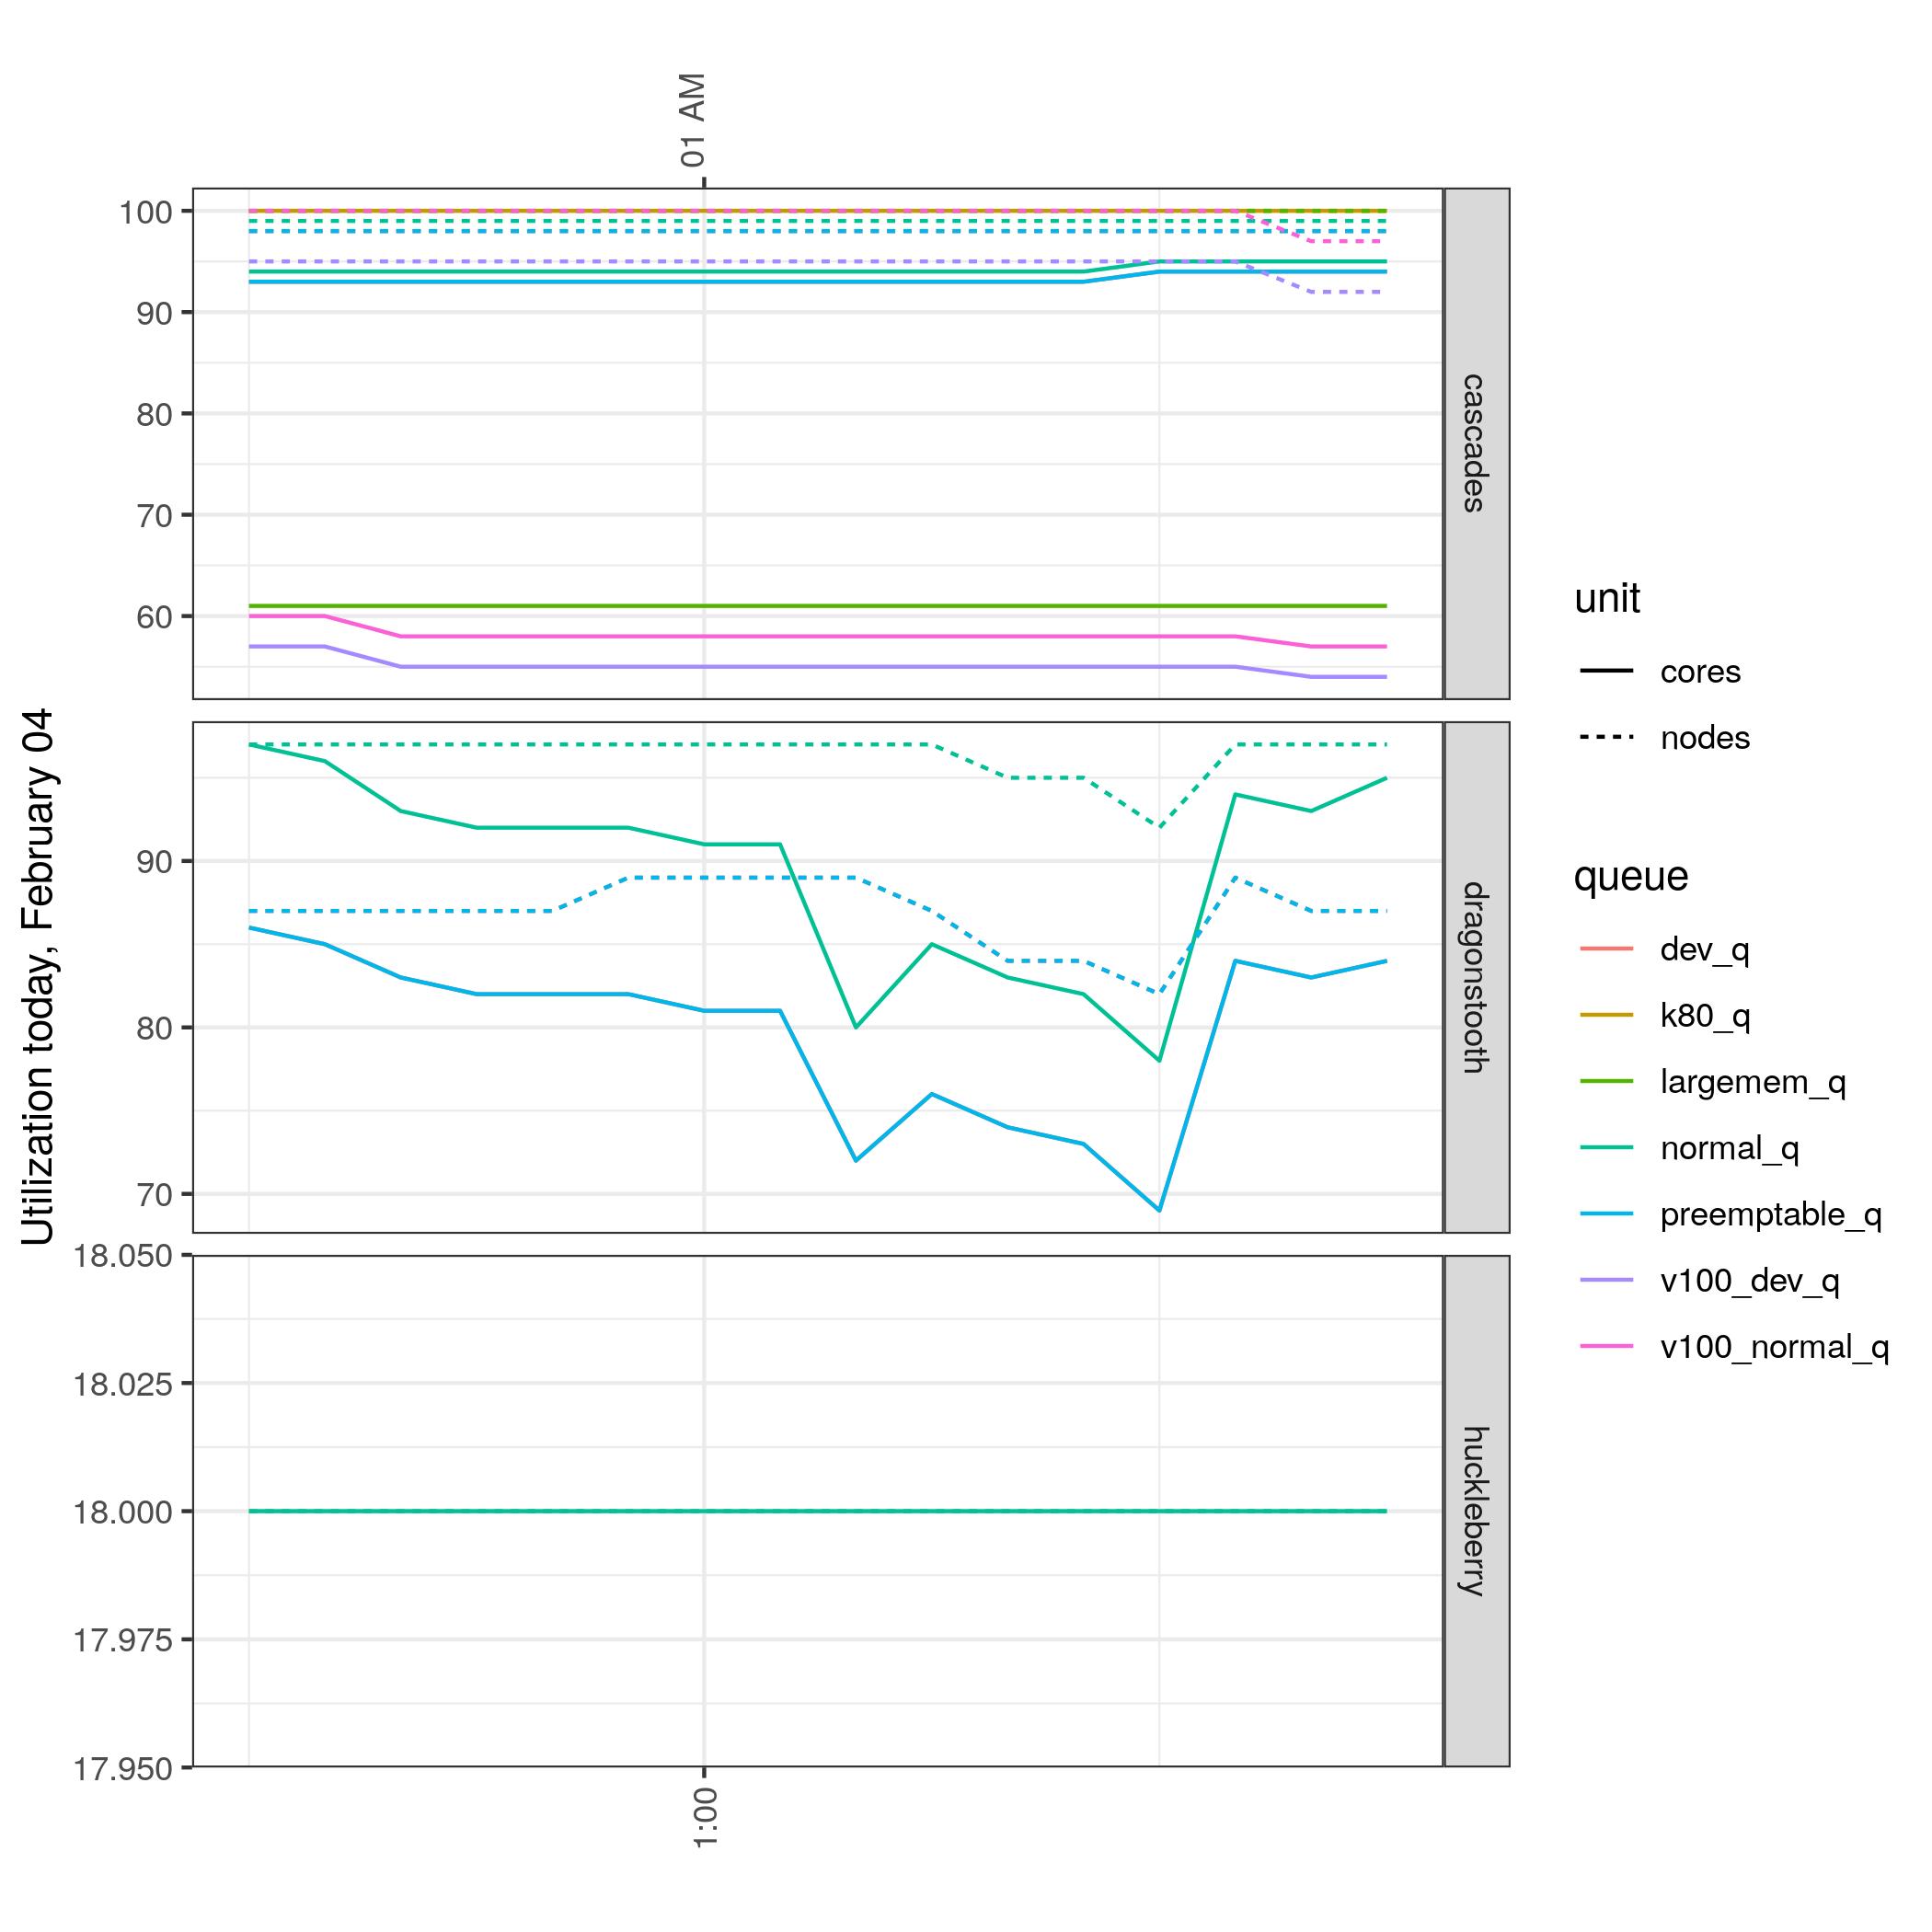 01 AM
Utilization today, February 04
100
90
80
70
60
cascades
90
80
70
dragonstooth
18.050
18.025
18.000
17.975
17.950
huckleberry
1:00
unit
cores
nodes
queue
dev_q
k80_q
largemem_q
normal_q
preemptable_q
v100_dev_q
v100_normal_q